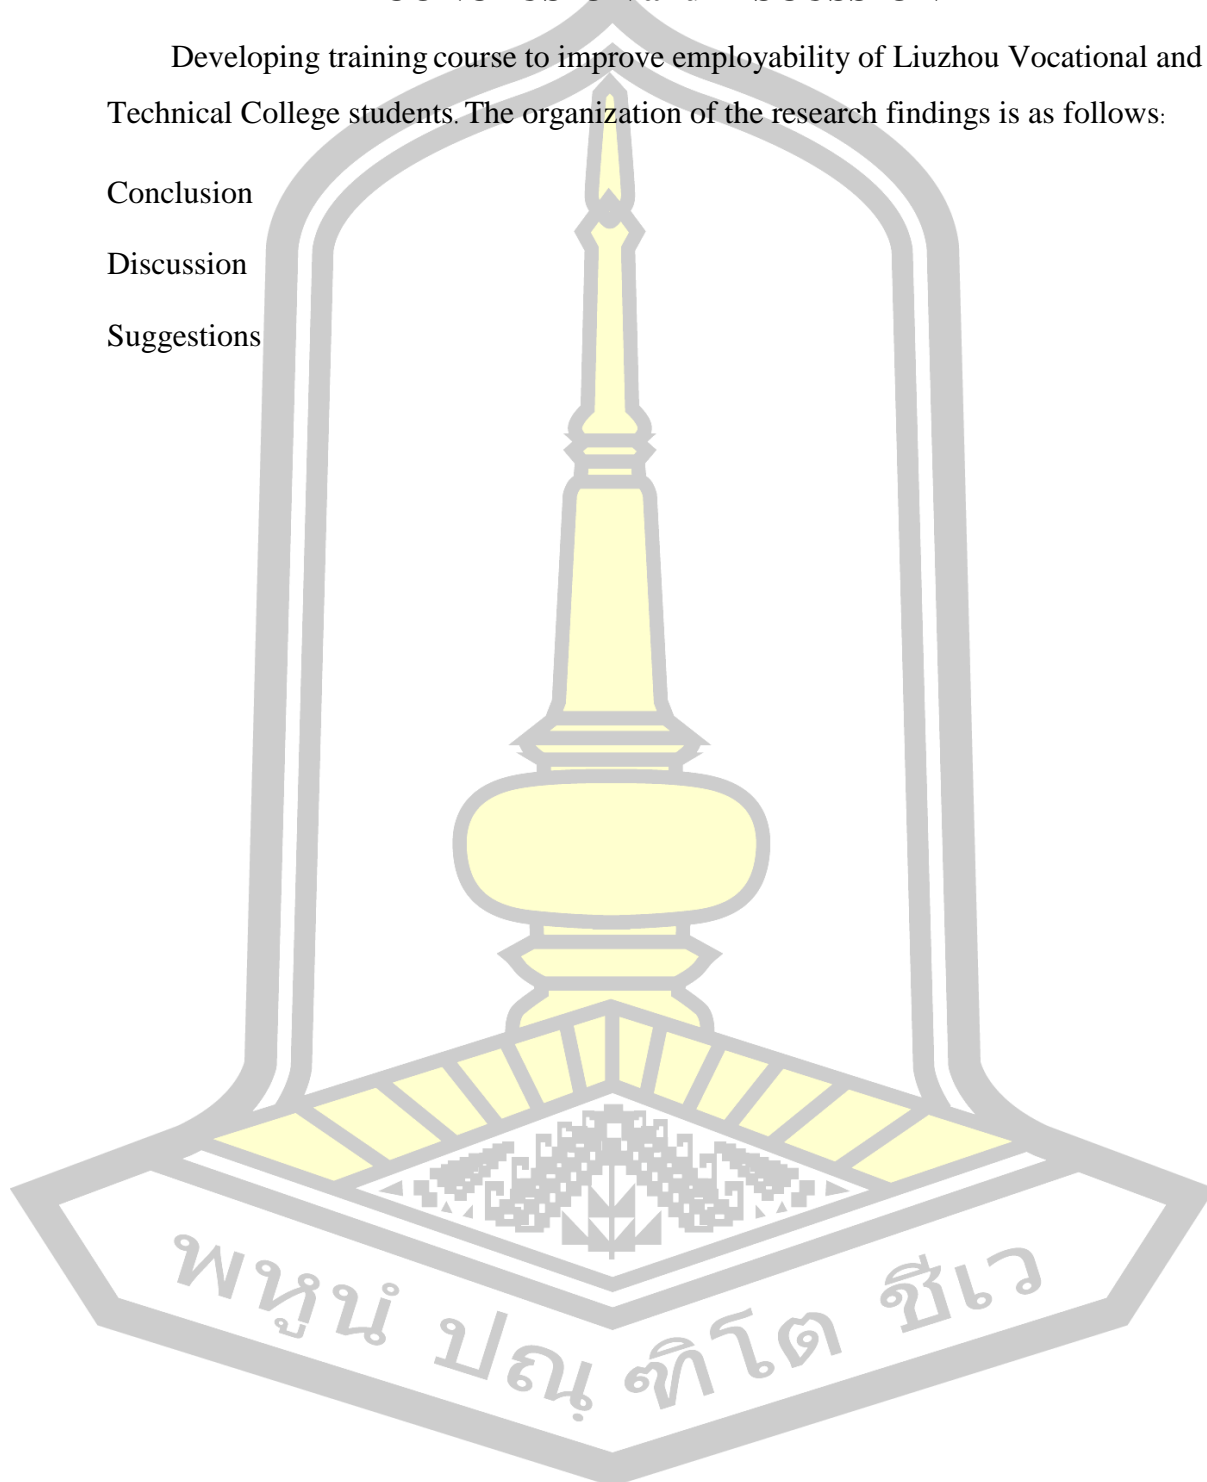 Developing training course to improve employability of Liuzhou Vocational and
Technical College students. The organization of the research findings is as follows:
Conclusion
Discussion
Suggestions
พหูนํ ปณฺฑิโต ชีเว